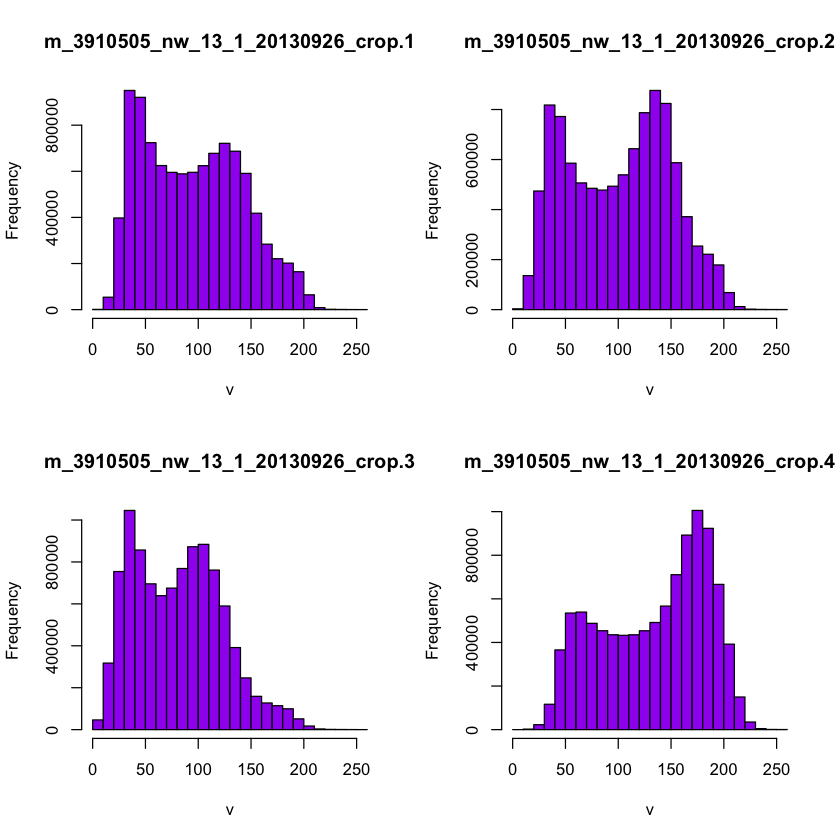 m_3910505_nw_13_1_20130926_crop.1
Frequency
0
400000
800000
0 50 100 150 200 250
v
m_3910505_nw_13_1_20130926_crop.2
Frequency
0
200000
600000
0 50 100 150 200 250
v
m_3910505_nw_13_1_20130926_crop.3
Frequency
0
400000
800000
0 50 100 150 200 250
v
m_3910505_nw_13_1_20130926_crop.4
Frequency
0
400000
800000
0 50 100 150 200 250
v